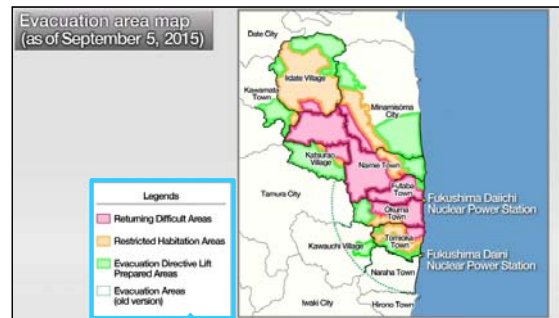 Evacuation area map
(as of September 5, 2015)
Date City
Iidate Village
Kawamata
Town
Minamisoma
City
Katsurao
Village
Namie Town
Futaba
Town
Tamura City
Okuma
Town
Fukushima Daiichi
Nuclear Power Station
Tomioka
Town
Kawauchi Village
Fukushima Daini
Nuclear Power Station
Naraha Town
Iwaki City
Hirono Town
Legends
Returning Difficult Areas
Restricted Habitation Areas
Evacuation Directive Lift
Prepared Areas
Evacuation Areas
(old version)